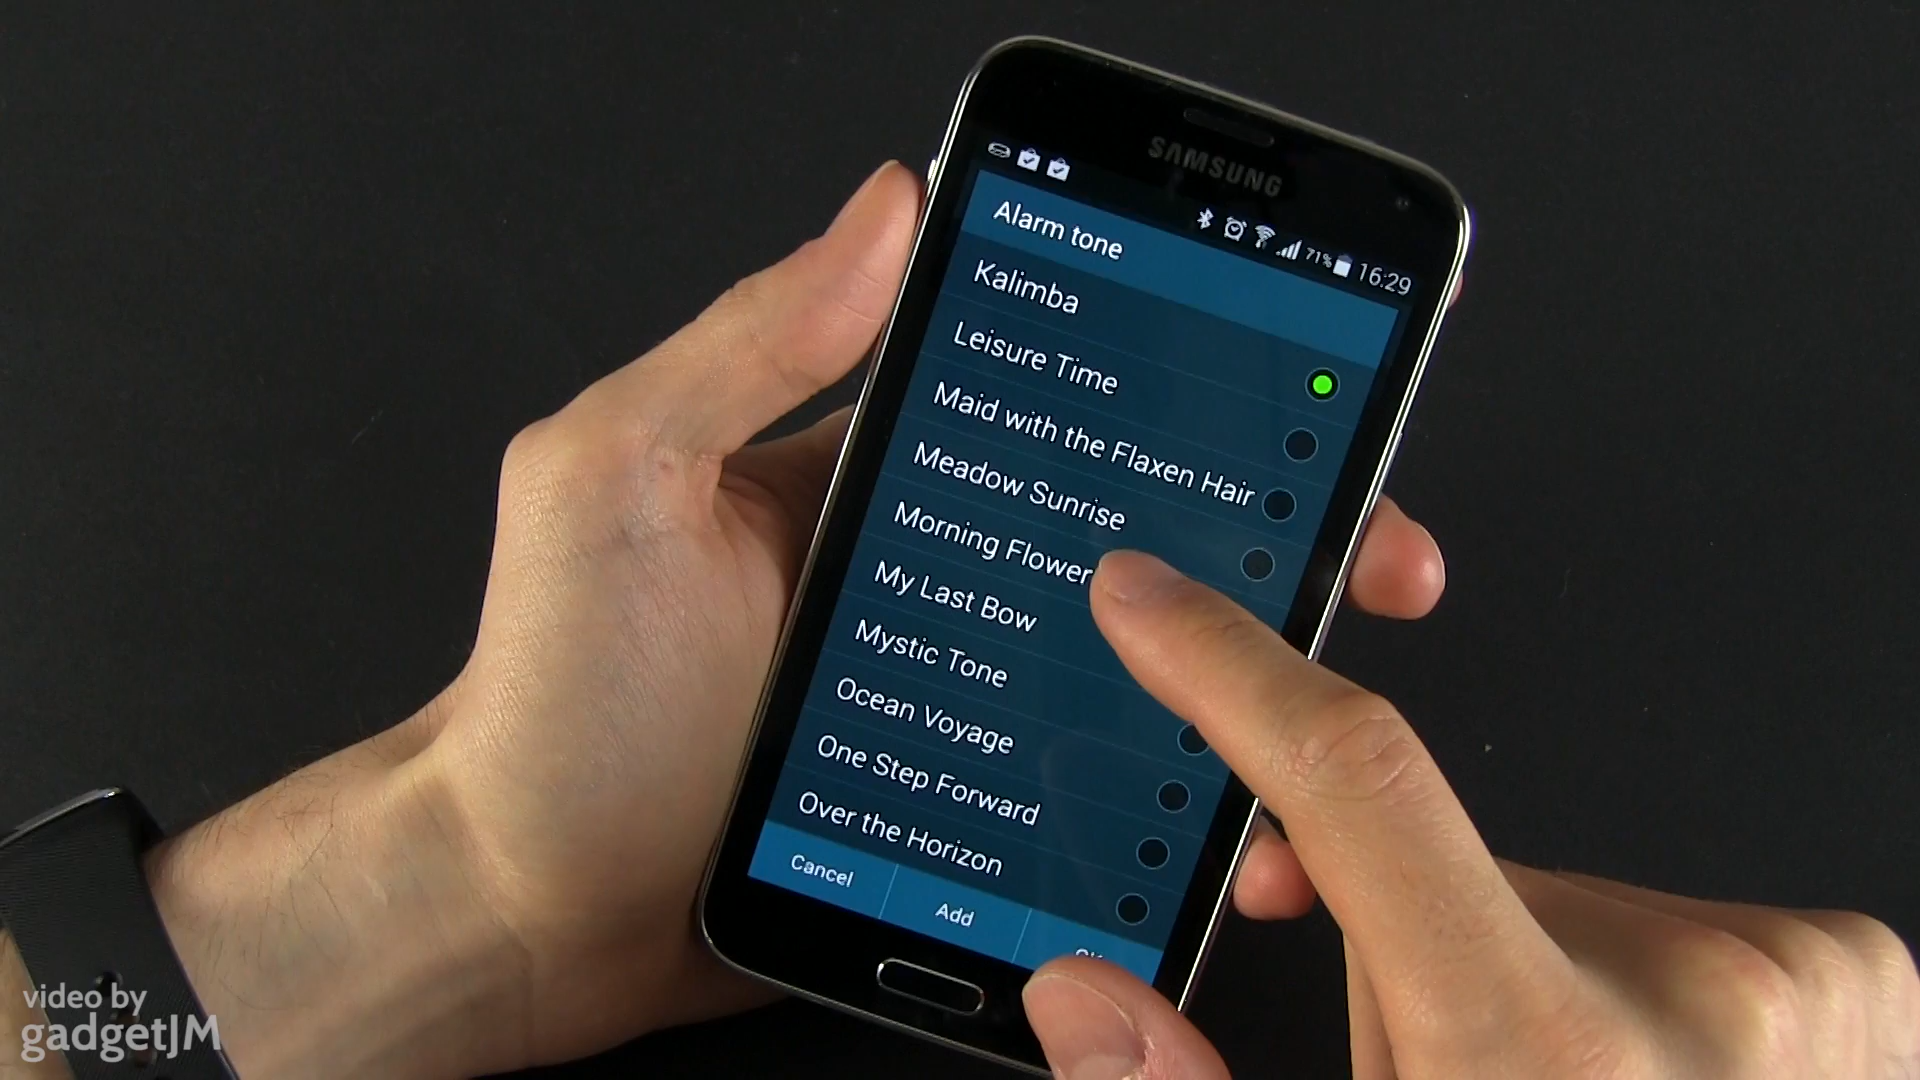 SAMSUNG
71% 16:29
Alarm tone
Kalimba
Leisure Time
Maid with the Flaxen Hair
Meadow Sunrise
Morning Flower
My Last Bow
Mystic Tone
Ocean Voyage
One Step Forward
Over the Horizon
Cancel
Add
video by
gadgetJM